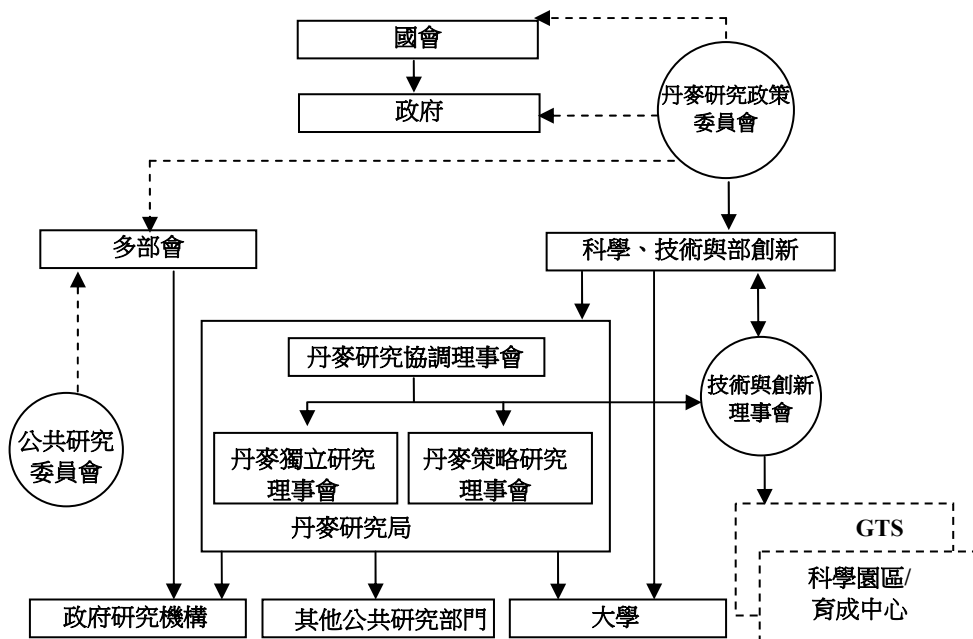 國會
政府
丹麥研究政策
委員會
多部會
科學、技術與部創新
丹麥研究協調理事會
技術與創新
理事會
公共研究
委員會
丹麥獨立研究
理事會
丹麥策略研究
理事會
丹麥研究局
GTS
科學園區/
育成中心
政府研究機構
其他公共研究部門
大學